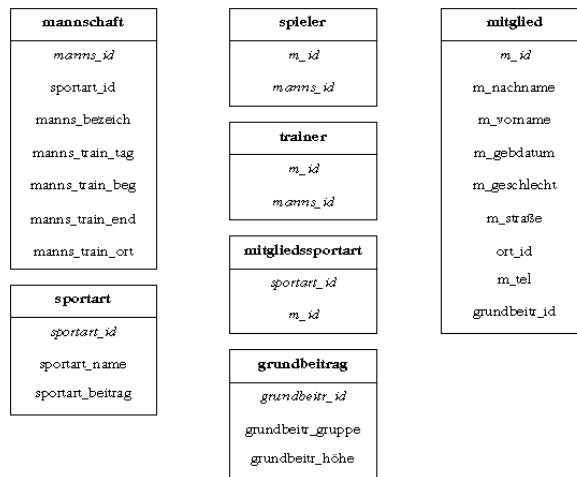 mannschaft
manns_id
sportart_id
manns_bezeich
manns_train_tag
manns_train_beg
manns_train_end
manns_train_ort
sportart
sportart_id
sportart_name
sportart_beitrag
spieler
m_id
manns_id
trainer
m_id
manns_id
mitgliedssportart
sportart_id
m_id
grundbeitrag
grundbeitr_id
grundbeitr_gruppe
grundbeitr_höhe
mitglied
m_id
m_nachname
m_vorname
m_gebdatum
m_geschlecht
m_straße
ort_id
m_tel
grundbeitr_id